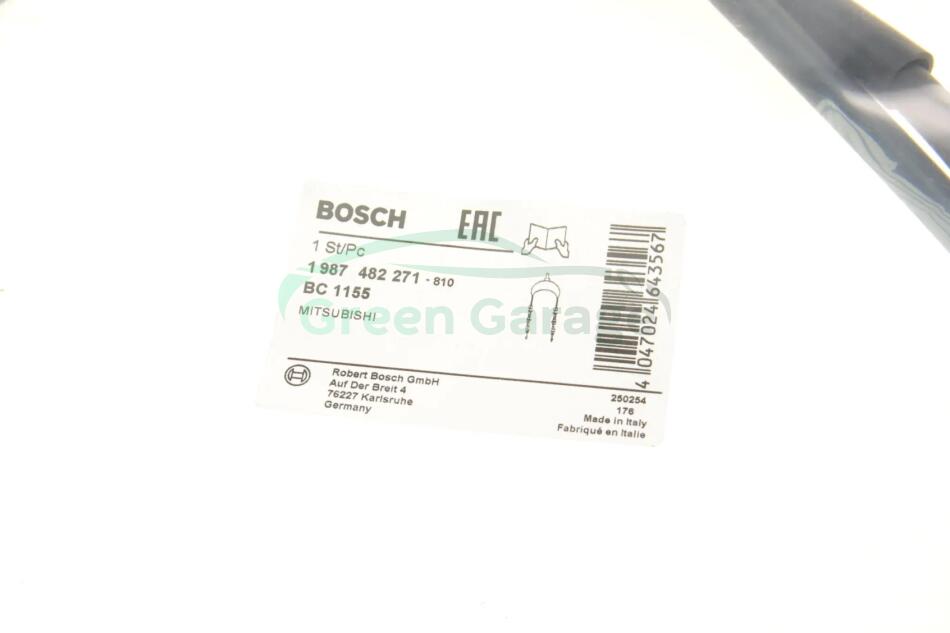 BOSCH
EAC
1 St/Pc
1 987 482 271 - 810
BC 1155
MITSUBISHI
Green Garage
4 047024 643567
Robert Bosch GmbH
Auf Der Breit 4
76227 Karlsruhe
Germany
250254
176
Made in Italy
Fabriqué en Italie